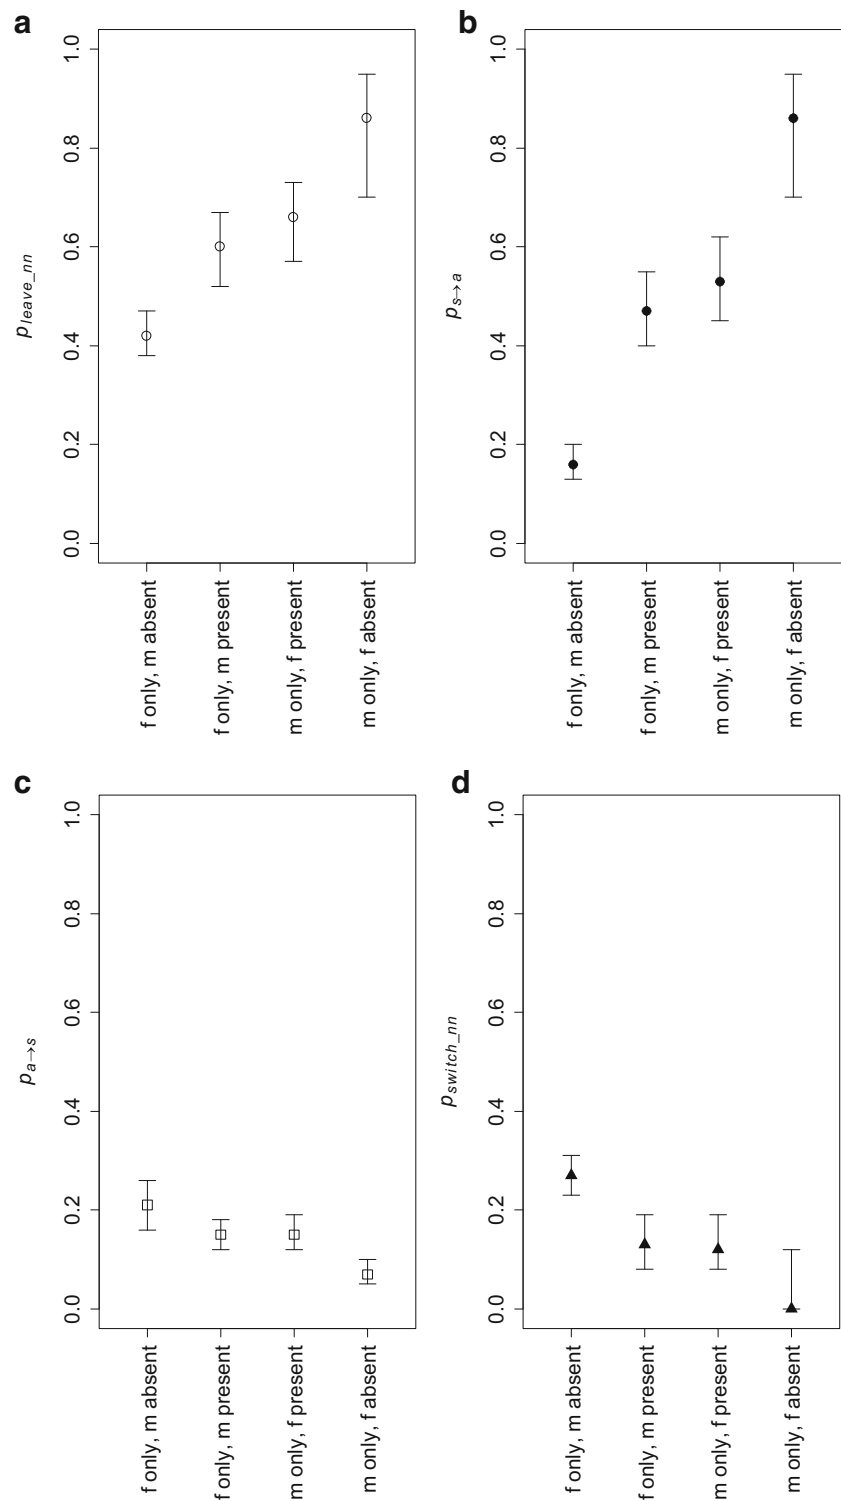 a
1.0
0.8
0.6
0.4
0.2
0.0
p leave_nn
f only, m absent
f only, m present
m only, f present
m only, f absent
b
1.0
0.8
0.6
0.4
0.2
0.0
p s→a
f only, m absent
f only, m present
m only, f present
m only, f absent
c
1.0
0.8
0.6
0.4
0.2
0.0
p a→s
f only, m absent
f only, m present
m only, f present
m only, f absent
d
1.0
0.8
0.6
0.4
0.2
0.0
p switch_nn
f only, m absent
f only, m present
m only, f present
m only, f absent